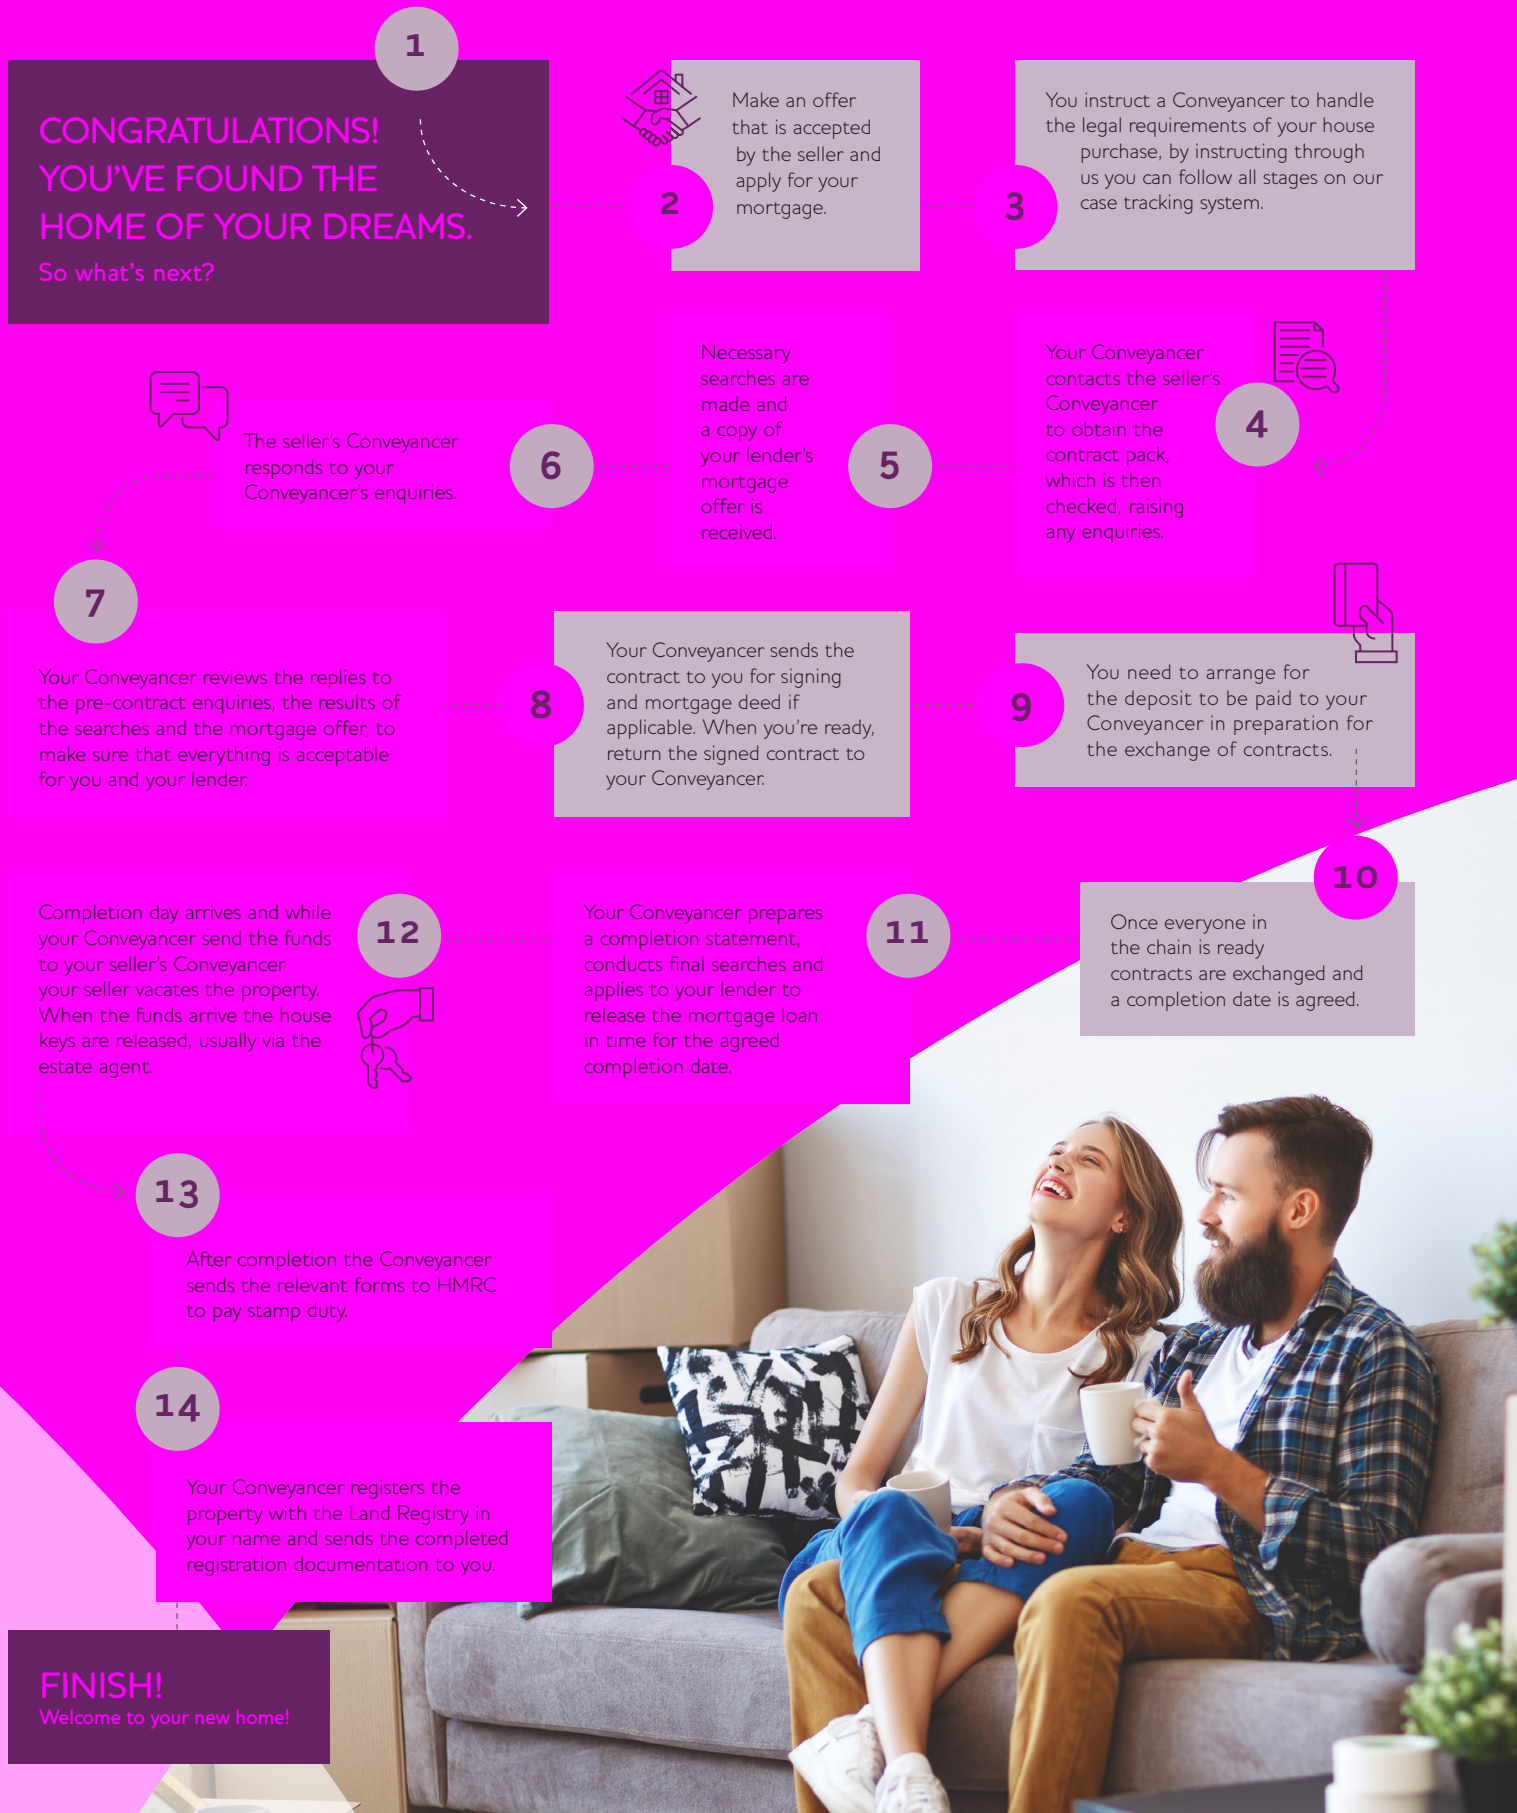 1
CONGRATULATIONS!
YOU'VE FOUND THE
HOME OF YOUR DREAMS.
So what's next?
2
Make an offer
that is accepted
by the seller and
apply for your
mortgage.
3
You instruct a Conveyancer to handle
the legal requirements of your house
purchase, by instructing through
us you can follow all stages on our
case tracking system.
4
Your Conveyancer
contacts the seller's
Conveyancer
to obtain the
contract pack,
which is then
checked, raising
any enquiries.
5
Necessary
searches are
made and
a copy of
your lender's
mortgage
offer is
received.
6
The seller's Conveyancer
responds to your
Conveyancer's enquiries.
7
Your Conveyancer reviews the replies to
the pre-contract enquiries, the results of
the searches and the mortgage offer, to
make sure that everything is acceptable
for you and your lender.
8
Your Conveyancer sends the
contract to you for signing
and mortgage deed if
applicable. When you're ready,
return the signed contract to
your Conveyancer.
9
You need to arrange for
the deposit to be paid to your
Conveyancer in preparation for
the exchange of contracts.
10
Once everyone in
the chain is ready
contracts are exchanged and
a completion date is agreed.
11
Your Conveyancer prepares
a completion statement,
conducts final searches and
applies to your lender to
release the mortgage loan
in time for the agreed
completion date.
12
Completion day arrives and while
your Conveyancer send the funds
to your seller's Conveyancer
your seller vacates the property.
When the funds arrive the house
keys are released, usually via the
estate agent.
13
After completion the Conveyancer
sends the relevant forms to HMRC
to pay stamp duty.
14
Your Conveyancer registers the
property with the Land Registry in
your name and sends the completed
registration documentation to you.
FINISH!
Welcome to your new home!